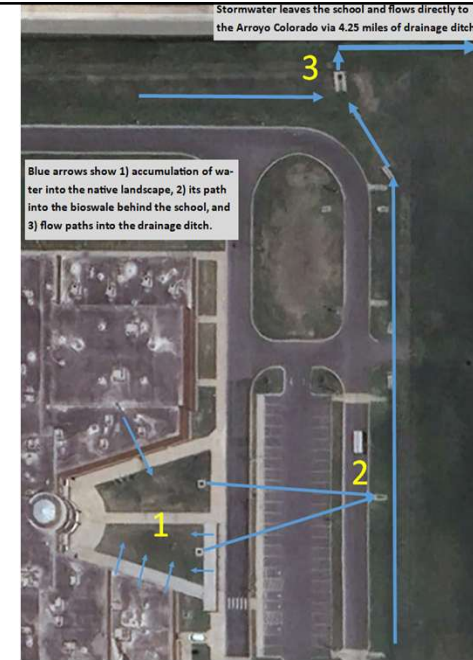 Stormwater leaves the school and flows directly to
the Arroyo Colorado via 4.25 miles of drainage ditch
3
Blue arrows show 1) accumulation of wa-
ter into the native landscape, 2) its path
into the bioswale behind the school, and
3) flow paths into the drainage ditch.
2
1